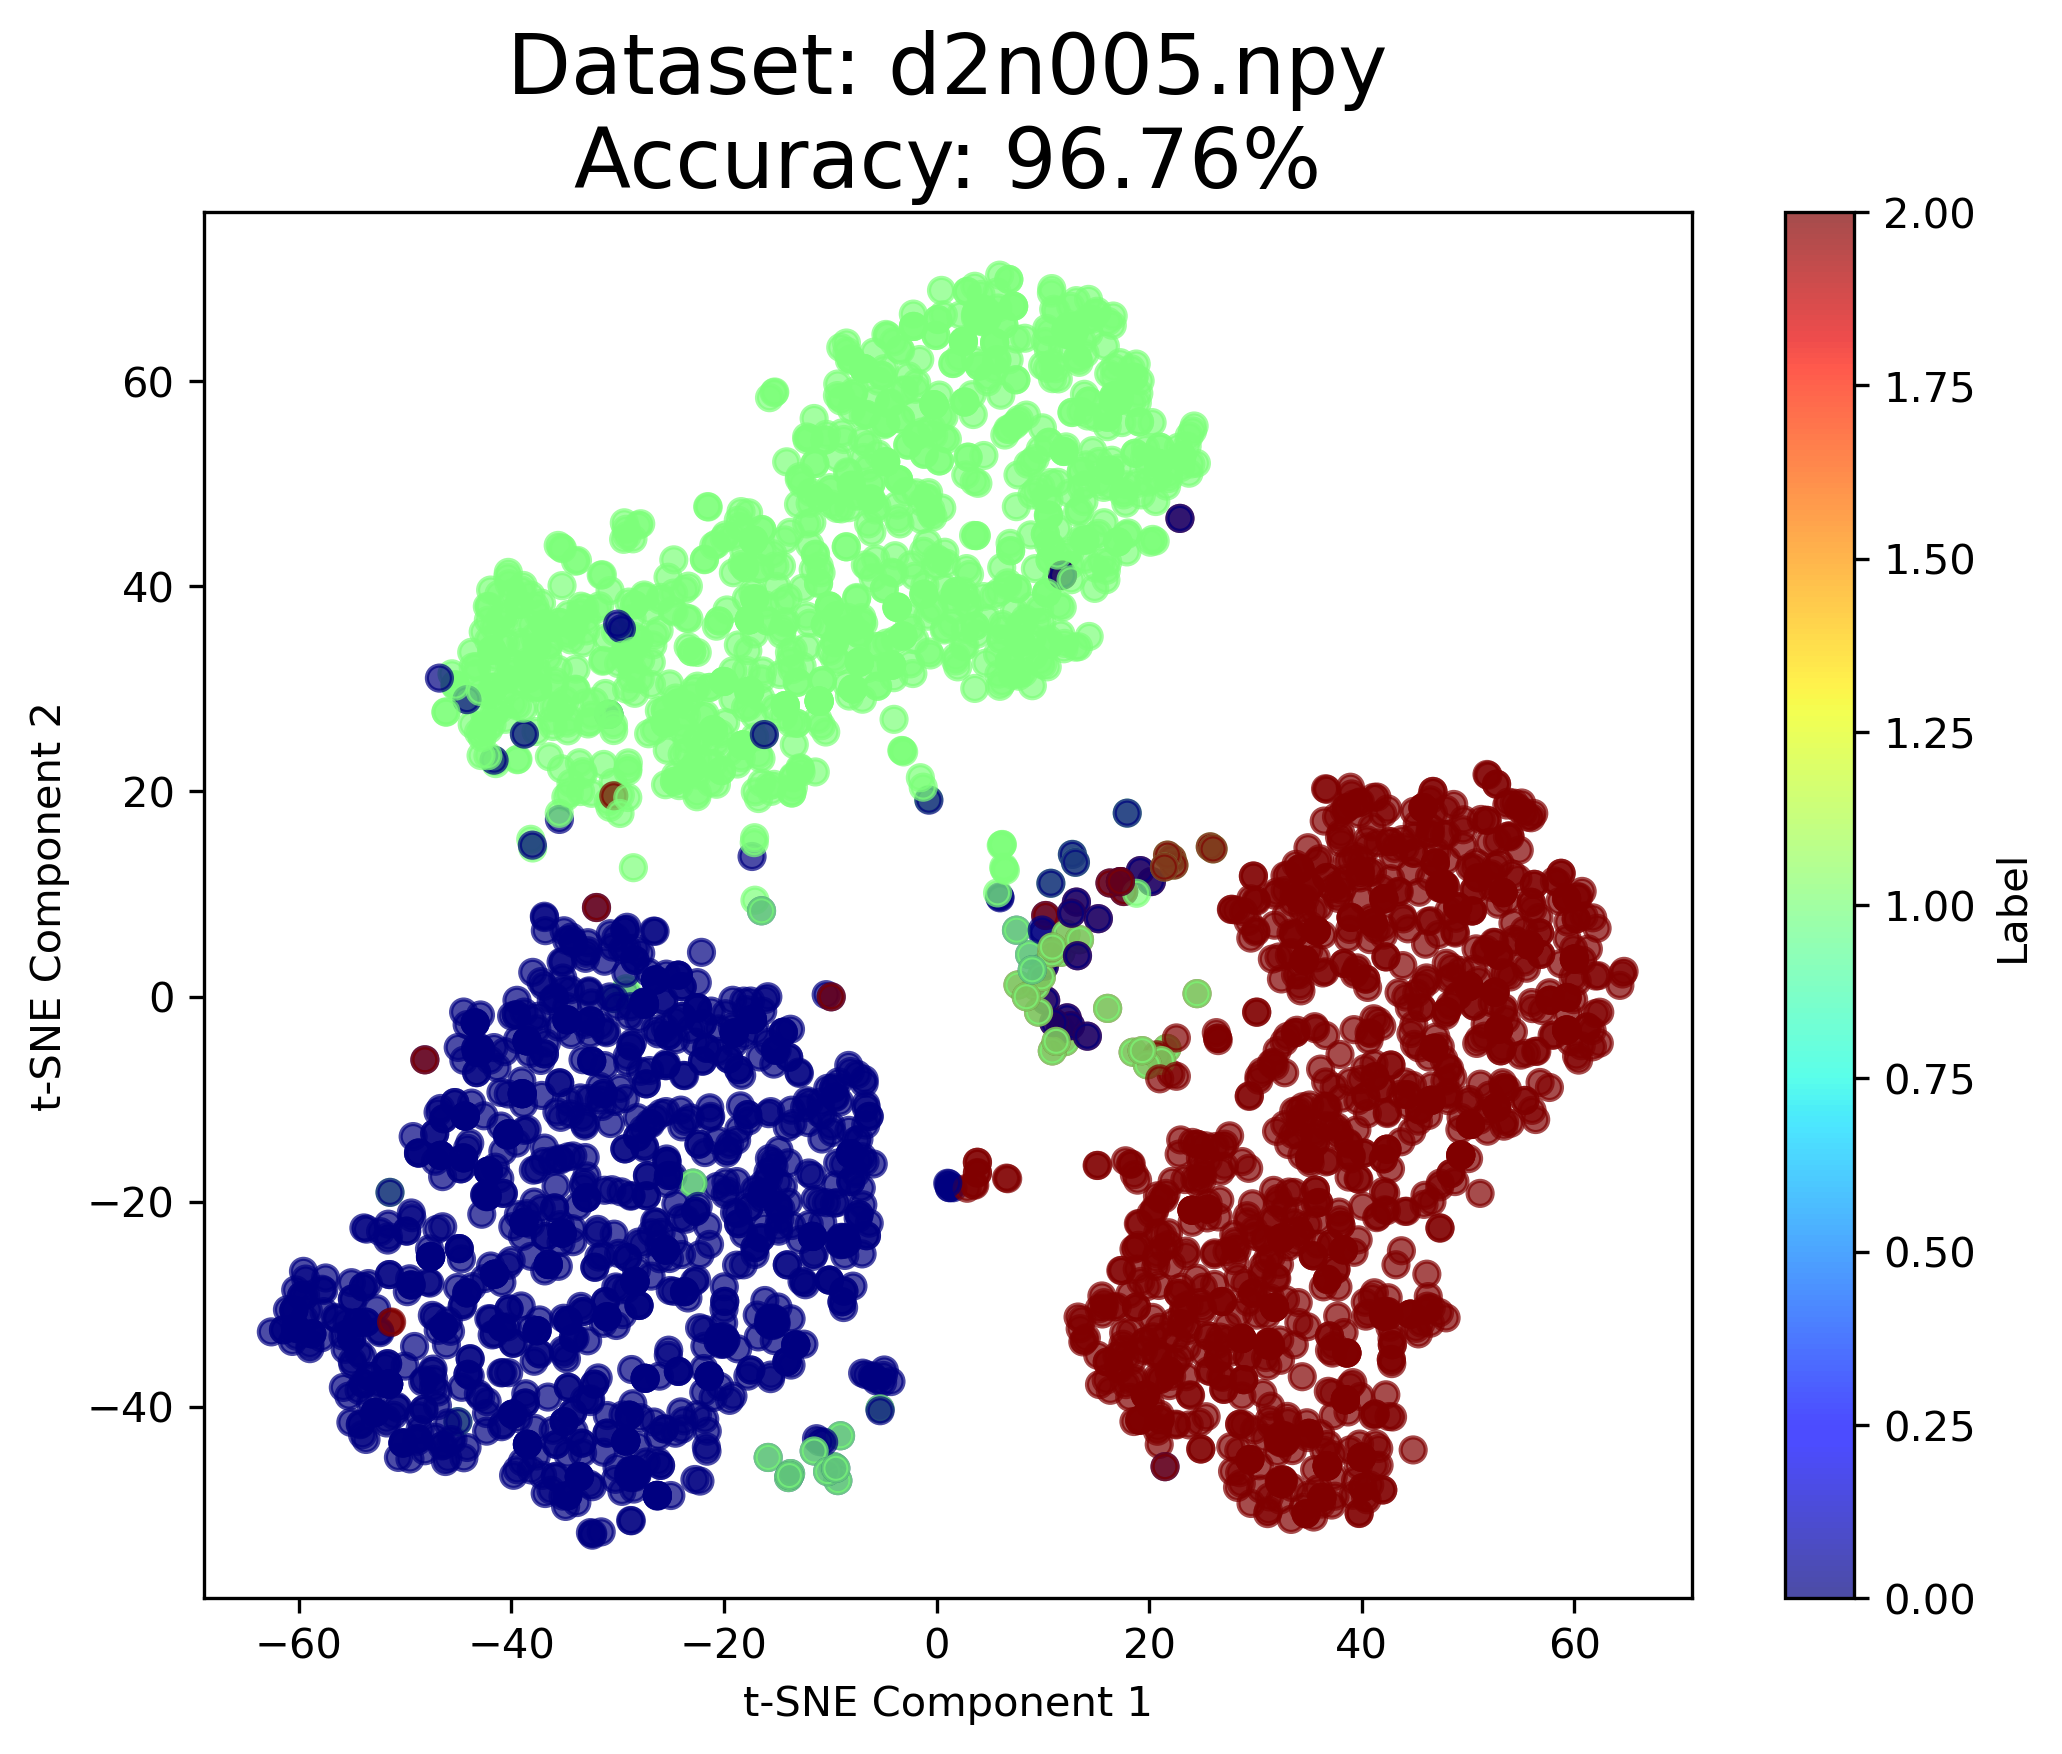 Dataset: d2n005.npy
Accuracy: 96.76%
2.00
1.75
1.50
1.25
1.00
0.75
0.50
0.25
0.00
Label
60
40
20
0
−20
−40
t-SNE Component 2
−60 −40 −20 0 20 40 60
t-SNE Component 1